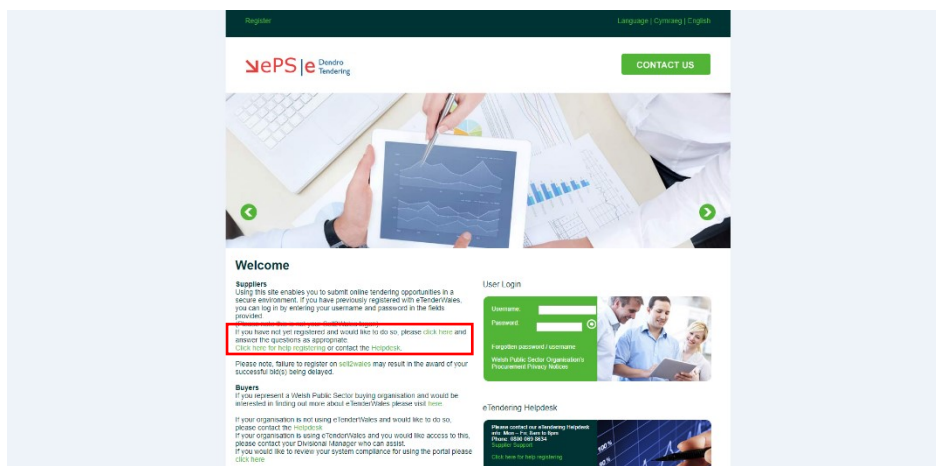 Register
Language | Cymraeg | English
ePS | e Dendro
Tendering
CONTACT US
Welcome
Suppliers
Using this site enables you to submit online tendering opportunities in a
secure environment. If you have previously registered with eTenderWales,
you can log in by entering your username and password in the fields
provided.
If you have not yet registered and would like to do so, please click here and
answer the questions as appropriate.
Click here for help registering or contact the Helpdesk.
Please note, failure to register on sell2wales may result in the award of your
successful bid(s) being delayed.
Buyers
If you represent a Welsh Public Sector buying organisation and would be
interested in finding out more about eTenderWales please visit here.
If your organisation is not using eTenderWales and would like to do so,
please contact the Helpdesk
If your organisation is using eTenderWales and you would like access to this,
please contact your Divisional Manager who can assist.
If you would like to review your system compliance for using the portal please
click here
User Login
Username:
Password:
Forgotten password / username
Welsh Public Sector Organisation's
Procurement Privacy Notices
eTendering Helpdesk
Please contact our eTendering Helpdesk
info: Mon – Fri: 8am to 6pm
Phone: 0800 069 8634
Supplier Support
Click here for help registering